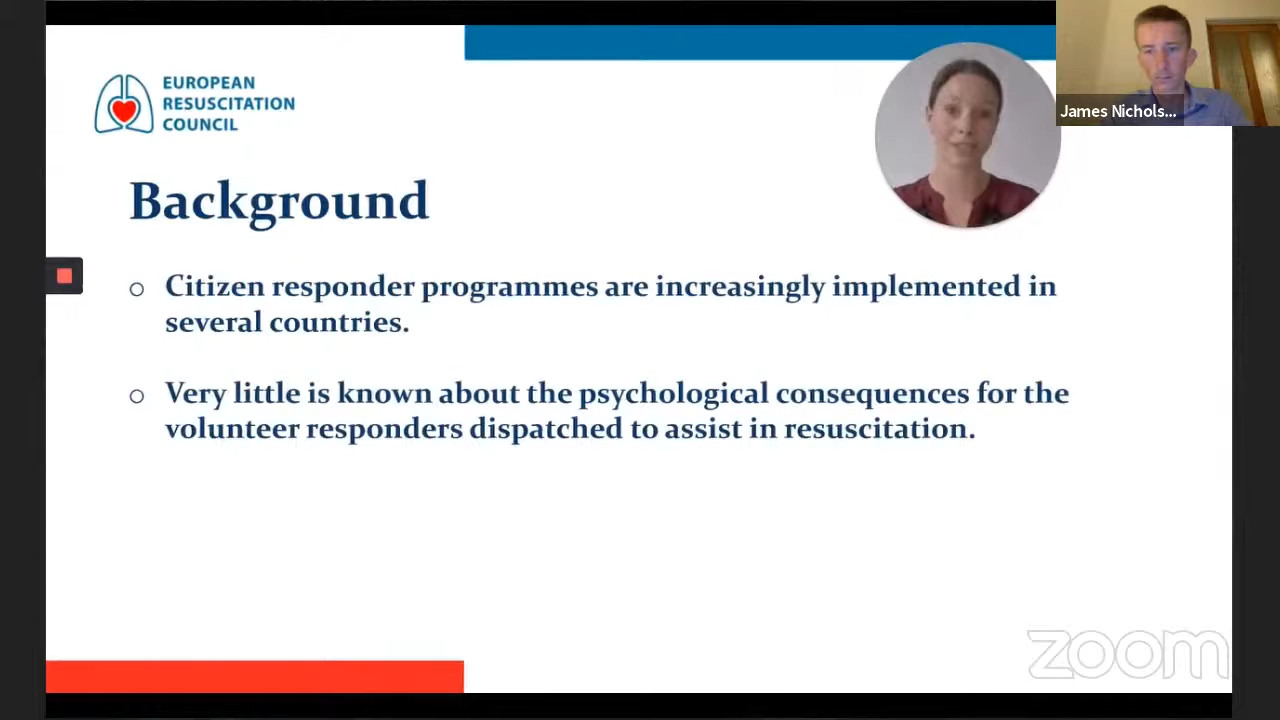 EUROPEAN
RESUSCITATION
COUNCIL
James Nichols...
Background
Citizen responder programmes are increasingly implemented in
several countries.
Very little is known about the psychological consequences for the
volunteer responders dispatched to assist in resuscitation.
zoom